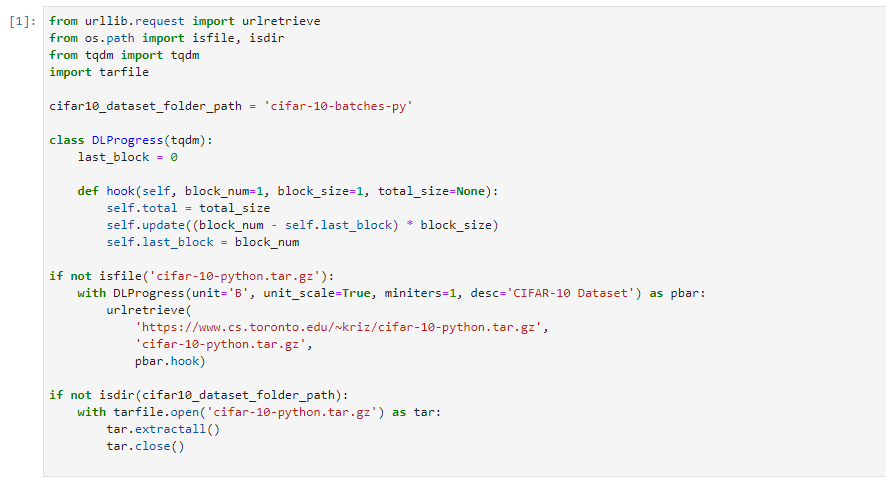 [1]: from urllib.request import urlretrieve
from os.path import isfile, isdir
from tqdm import tqdm
import tarfile

cifar10_dataset_folder_path = 'cifar-10-batches-py'

class DLProgress(tqdm):
    last_block = 0

    def hook(self, block_num=1, block_size=1, total_size=None):
        self.total = total_size
        self.update((block_num - self.last_block) * block_size)
        self.last_block = block_num

if not isfile('cifar-10-python.tar.gz'):
    with DLProgress(unit='B', unit_scale=True, miniters=1, desc='CIFAR-10 Dataset') as pbar:
        urlretrieve(
            'https://www.cs.toronto.edu/~kriz/cifar-10-python.tar.gz',
            'cifar-10-python.tar.gz',
            pbar.hook)

if not isdir(cifar10_dataset_folder_path):
    with tarfile.open('cifar-10-python.tar.gz') as tar:
        tar.extractall()
        tar.close()